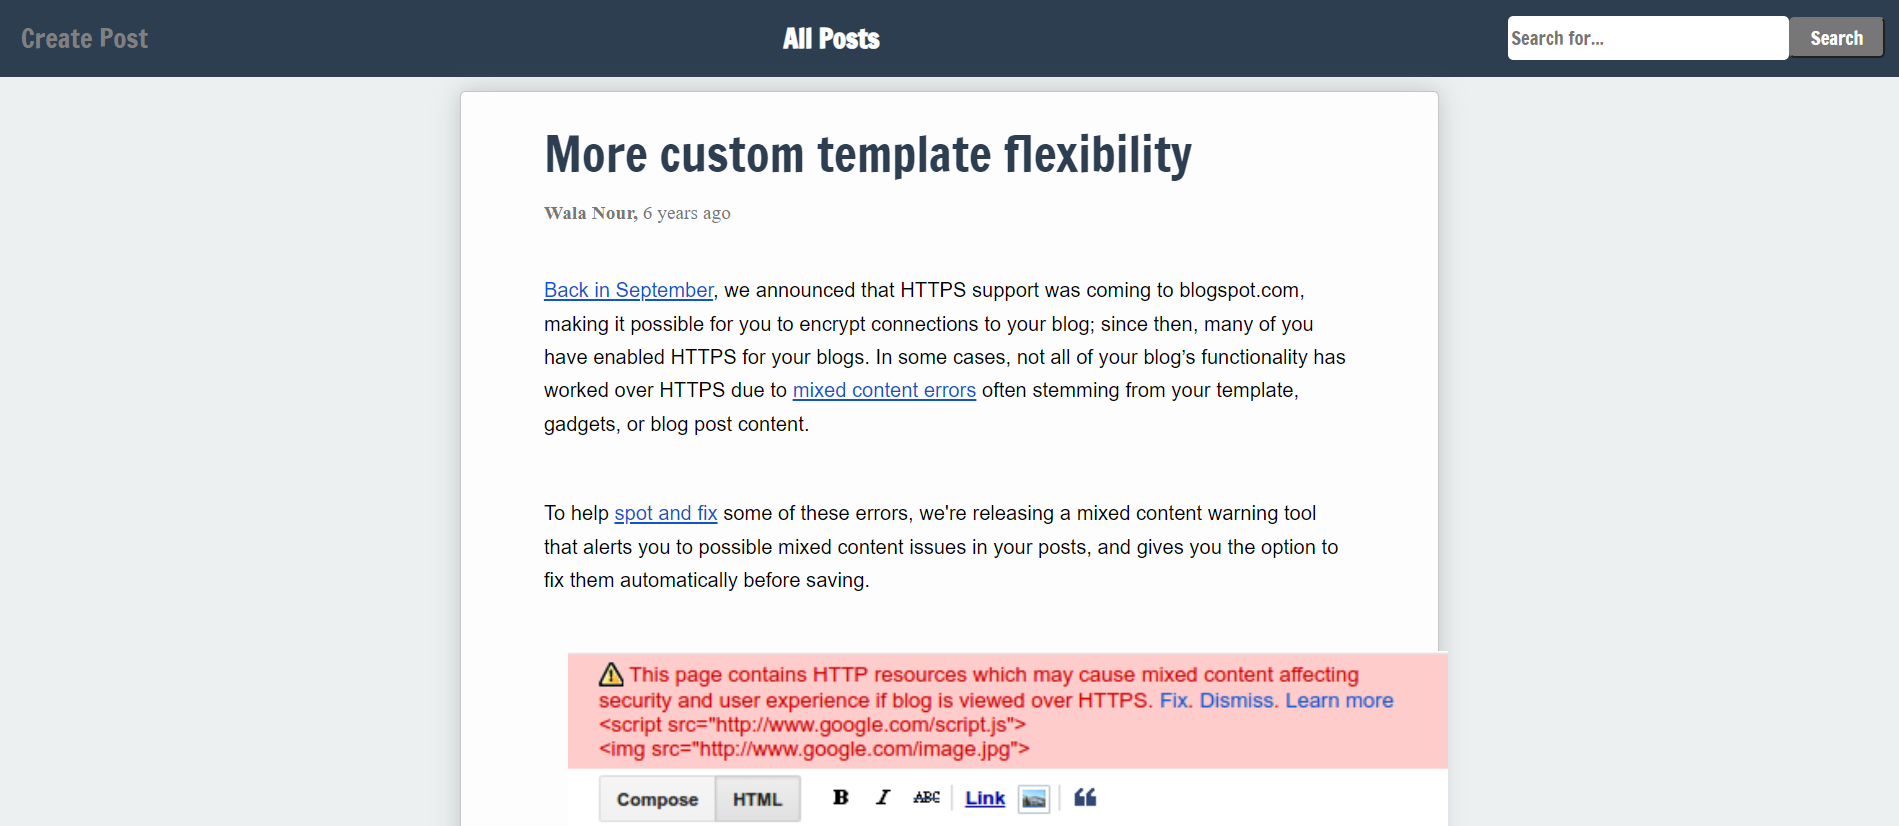 Create Post
All Posts
Search for...
Search
More custom template flexibility
Wala Nour, 6 years ago
Back in September, we announced that HTTPS support was coming to blogspot.com,
making it possible for you to encrypt connections to your blog; since then, many of you
have enabled HTTPS for your blogs. In some cases, not all of your blog’s functionality has
worked over HTTPS due to mixed content errors often stemming from your template,
gadgets, or blog post content.
To help spot and fix some of these errors, we're releasing a mixed content warning tool
that alerts you to possible mixed content issues in your posts, and gives you the option to
fix them automatically before saving.
This page contains HTTP resources which may cause mixed content affecting
security and user experience if blog is viewed over HTTPS. Fix. Dismiss. Learn more
<script src="http://www.google.com/script.js">
<img src="http://www.google.com/image.jpg">
Compose HTML B I ABC Link